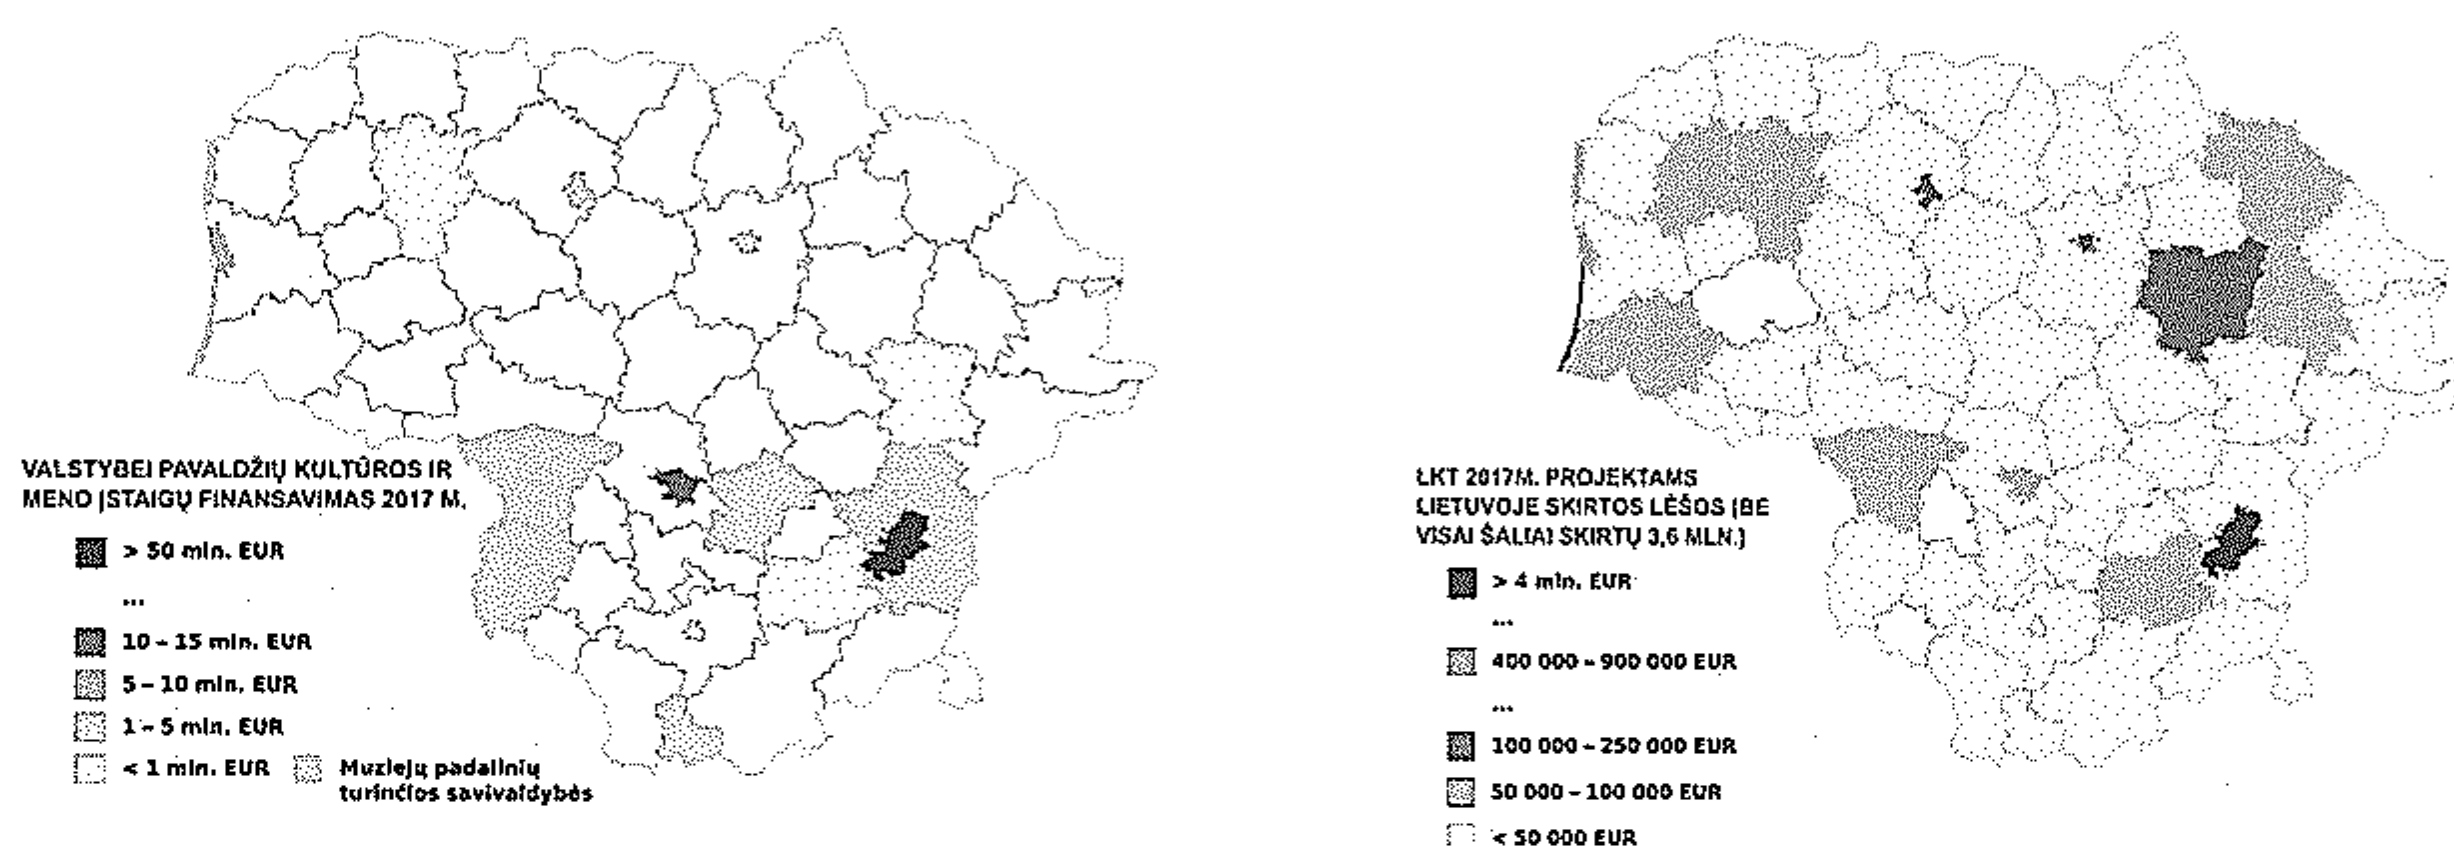 VALSTYBEI PAVALDŽIŲ KULTŪROS IR
MENO ĮSTAIGŲ FINANSAVIMAS 2017 M.
> 50 mln. EUR
...
10 – 15 mln. EUR
5 – 10 mln. EUR
1 – 5 mln. EUR
< 1 mln. EUR
Muziejų padalinių
turinčios savivaldybės
LKT 2017M. PROJEKTAMS
LIETUVOJE SKIRTOS LĖŠOS (BE
VISAI ŠALIAI SKIRTŲ 3,6 MLN.)
> 4 mln. EUR
...
400 000 – 900 000 EUR
...
100 000 – 250 000 EUR
50 000 – 100 000 EUR
< 50 000 EUR